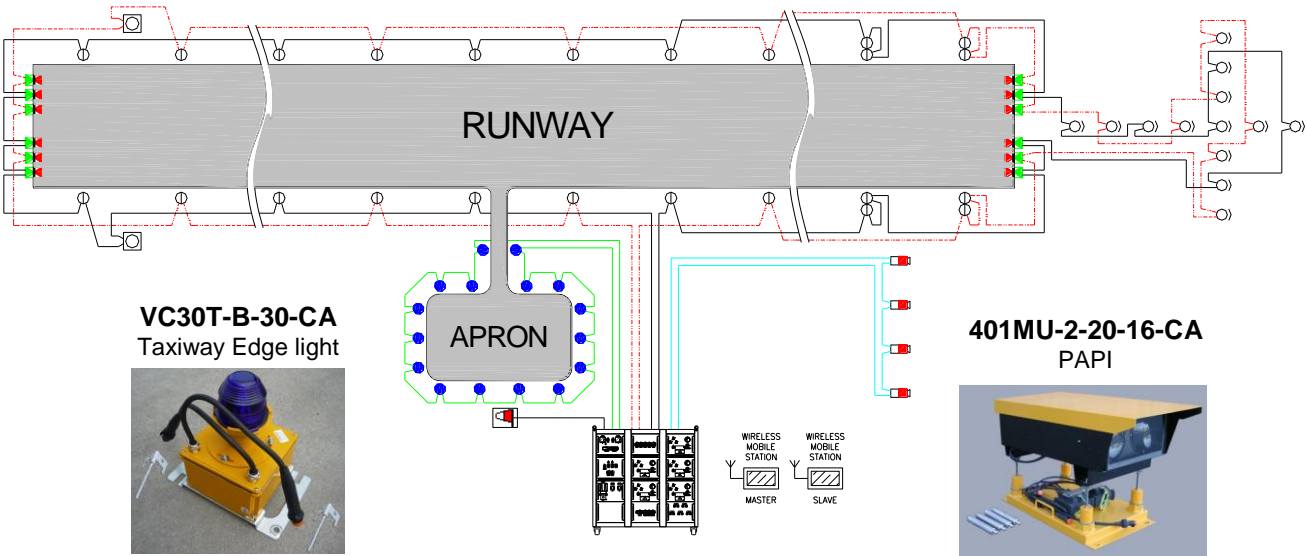 RUNWAY
VC30T-B-30-CA
Taxiway Edge light
APRON
401MU-2-20-16-CA
PAPI
WIRELESS
MOBILE
STATION
MASTER
WIRELESS
MOBILE
STATION
SLAVE